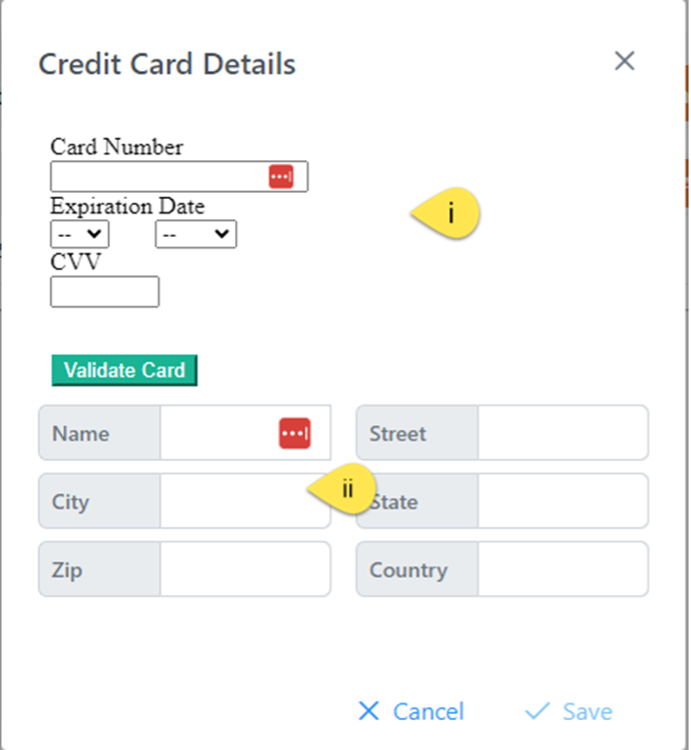 Credit Card Details
Card Number
Expiration Date
i
-- --
CVV
Validate Card
Name Street
ii
City State
Zip Country
Cancel Save